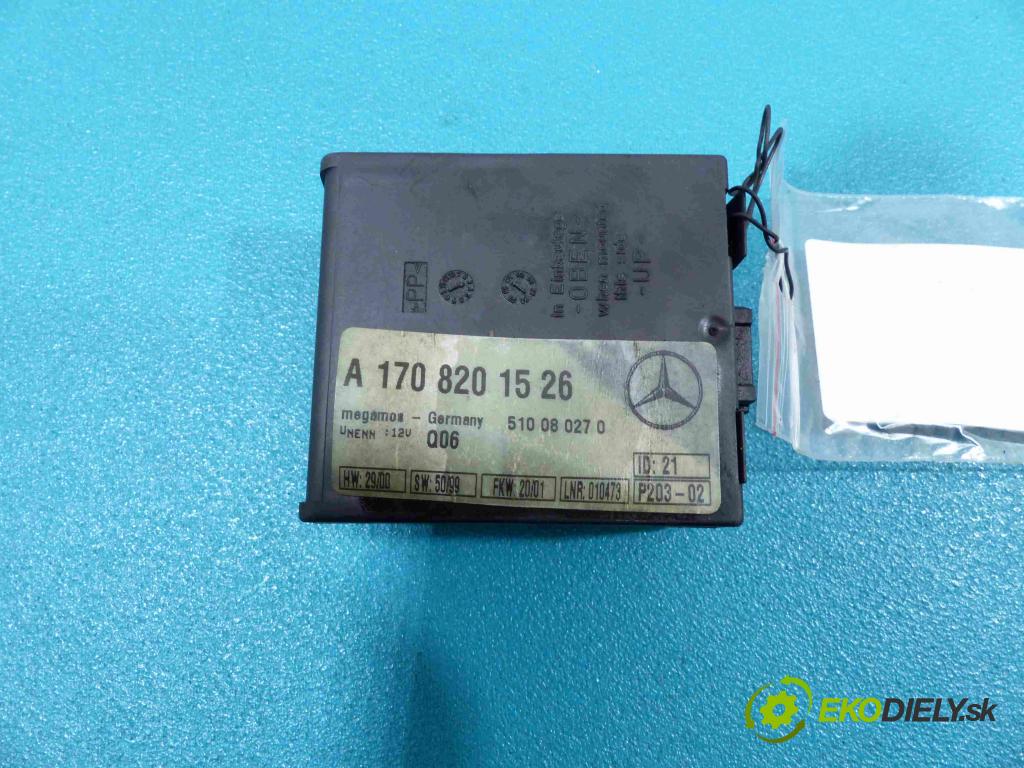 >PP<
in Einbaulage
-OBEN-
when mounted
this side
-UP-
A 170 820 15 26
megamos - Germany 510 08 027 0
UNENN :12V Q06
ID: 21
HW: 29/00 SW: 50/99 FKW: 20/01 LNR: 010473 P203-02
EKODIELY.sk